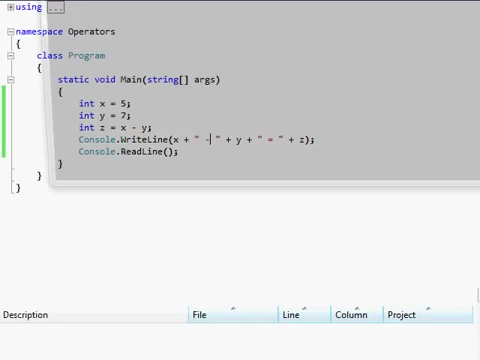 using ...
namespace Operators
{
class Program
{
static void Main(string[] args)
{
int x = 5;
int y = 7;
int z = x - y;
Console.WriteLine(x + " - " + y + " = " + z);
Console.ReadLine();
}
}
}
Description File Line Column Project